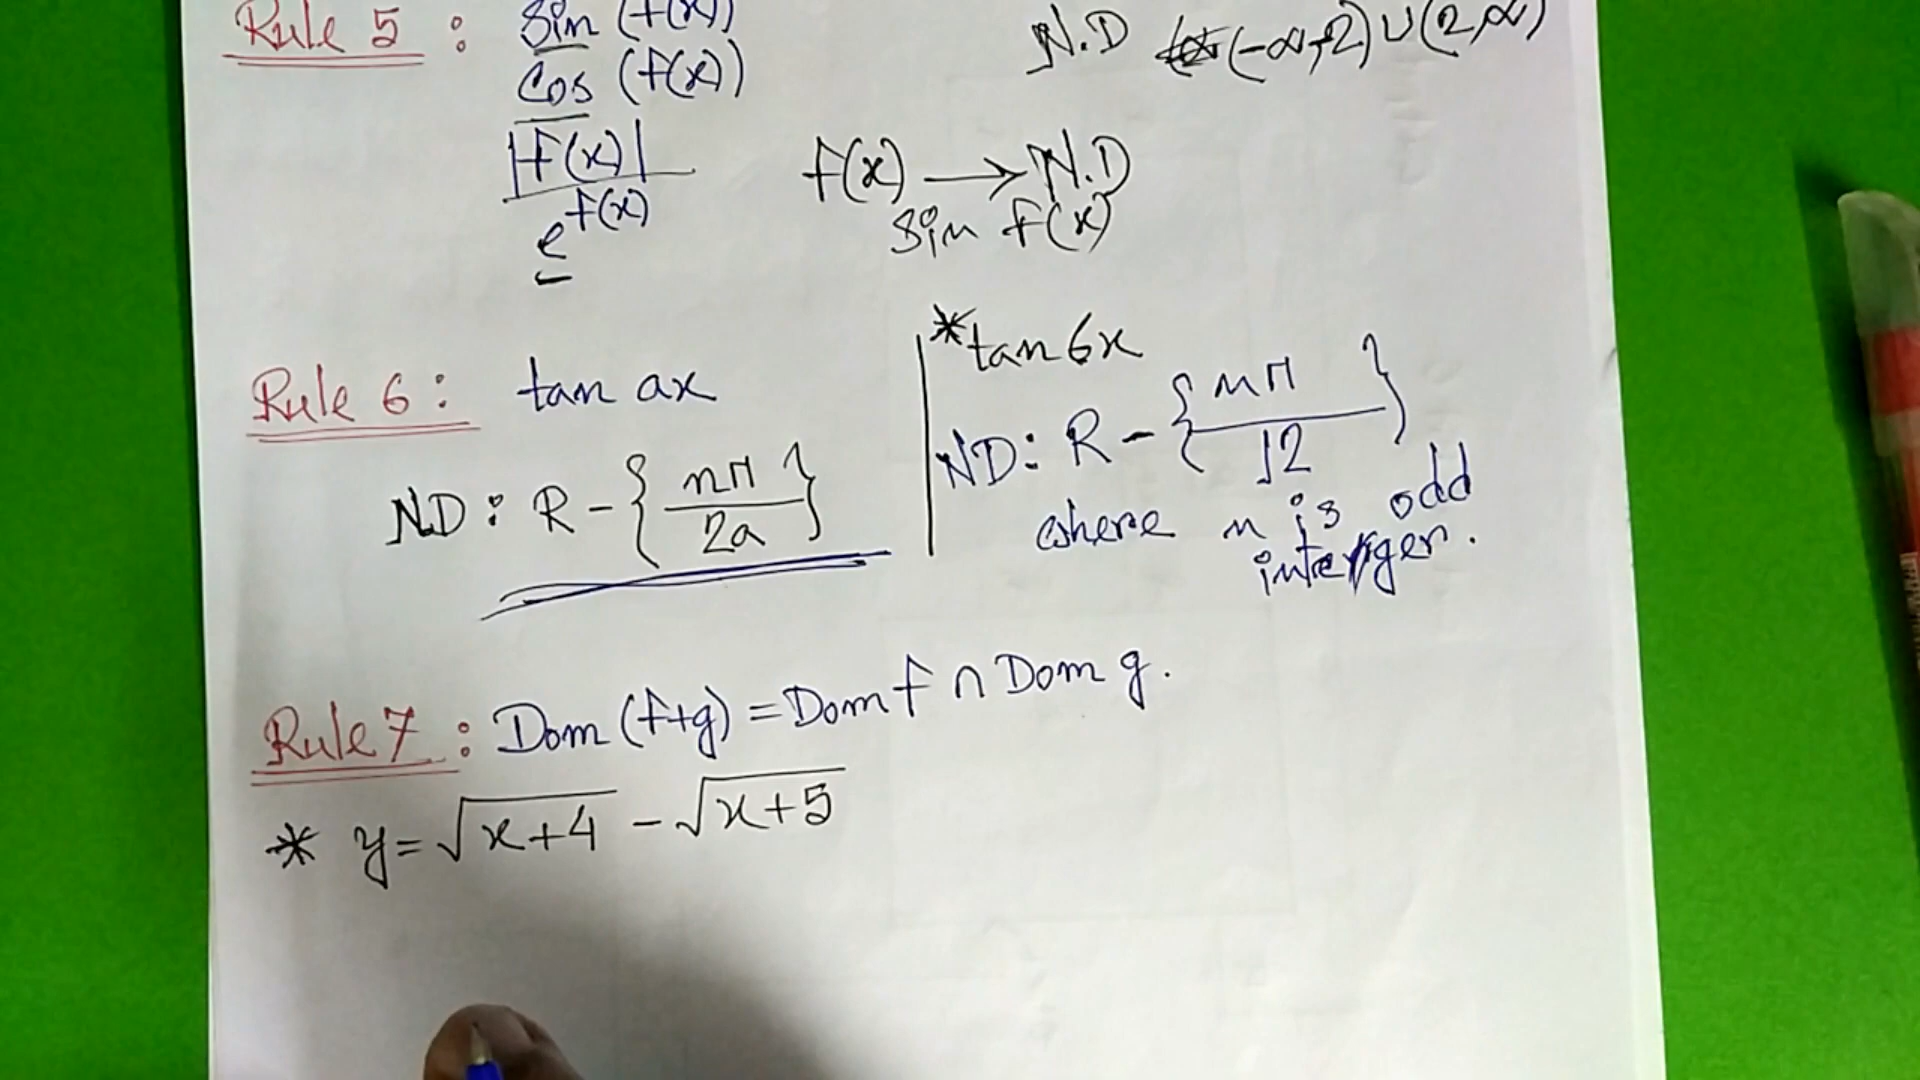 Rule 5 : Sin (f(x))
Cos (f(x))
|f(x)|
e^f(x)
N.D (-∞, 2) ∪ (2, ∞)
f(x) → N.D
Sin f(x)
Rule 6 : tan ax
ND : R - { nπ / 2a }
* tan 6x
ND : R - { nπ / 12 }
where n is odd
interger.
Rule 7 : Dom (f+g) = Dom f ∩ Dom g.
* y = √(x+4) - √(x+5)